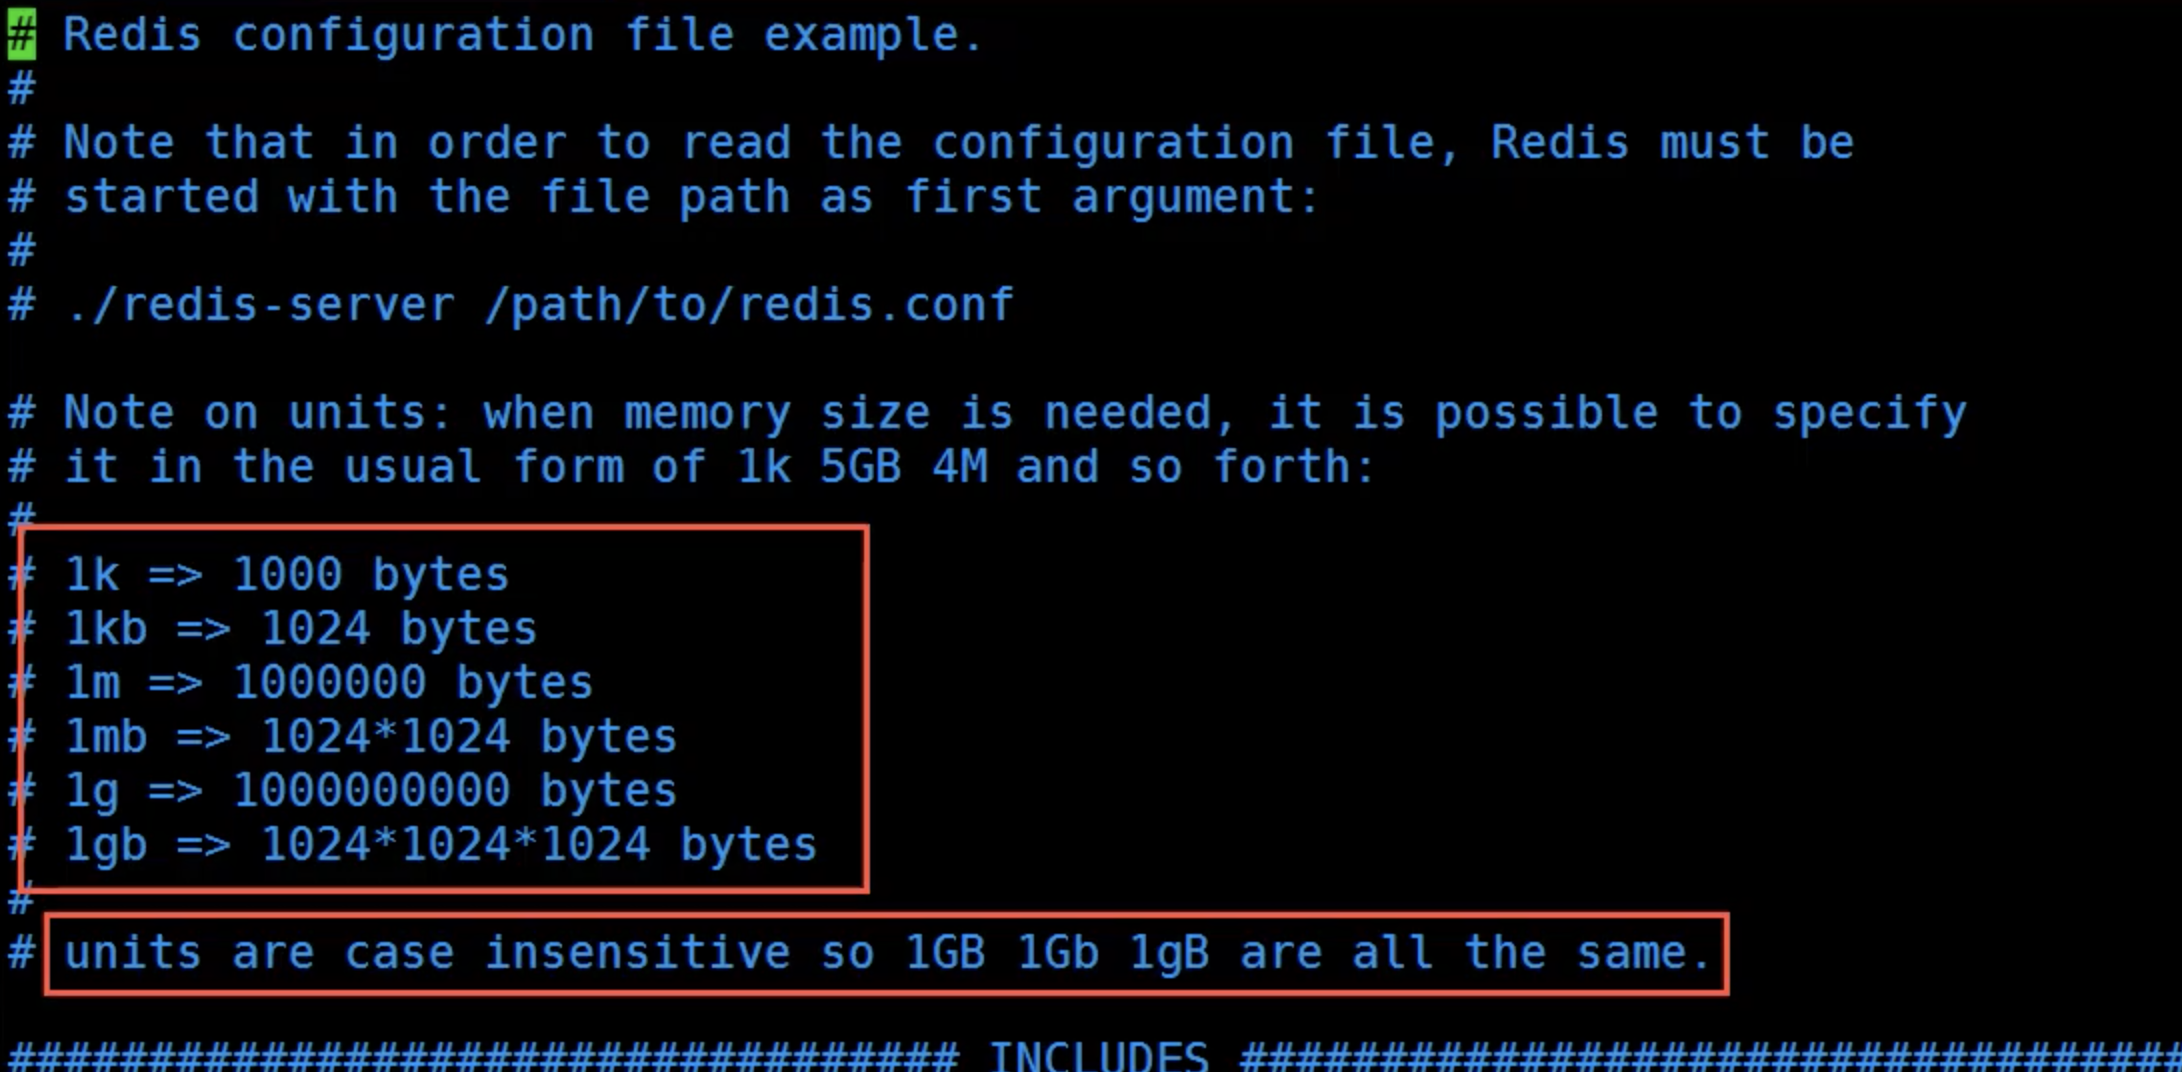 # Redis configuration file example.
#
# Note that in order to read the configuration file, Redis must be
# started with the file path as first argument:
#
# ./redis-server /path/to/redis.conf

# Note on units: when memory size is needed, it is possible to specify
# it in the usual form of 1k 5GB 4M and so forth:
#
# 1k => 1000 bytes
# 1kb => 1024 bytes
# 1m => 1000000 bytes
# 1mb => 1024*1024 bytes
# 1g => 1000000000 bytes
# 1gb => 1024*1024*1024 bytes
#
# units are case insensitive so 1GB 1Gb 1gB are all the same.

################################## INCLUDES ##################################